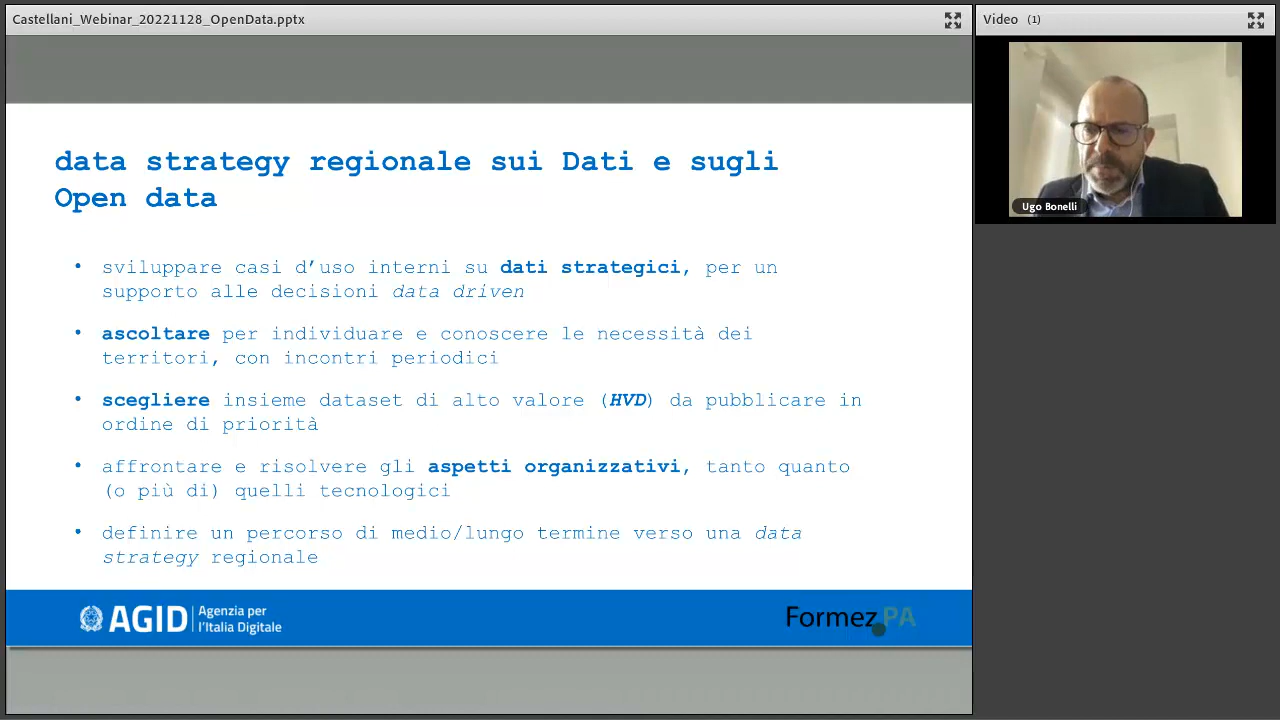 Castellani_Webinar_20221128_OpenData.pptx
Video (1)
Ugo Bonelli
data strategy regionale sui Dati e sugli
Open data
• sviluppare casi d’uso interni su dati strategici, per un
supporto alle decisioni data driven
• ascoltare per individuare e conoscere le necessità dei
territori, con incontri periodici
• scegliere insieme dataset di alto valore (HVD) da pubblicare in
ordine di priorità
• affrontare e risolvere gli aspetti organizzativi, tanto quanto
(o più di) quelli tecnologici
• definire un percorso di medio/lungo termine verso una data
strategy regionale
AGID
Agenzia per
l’Italia Digitale
Formez PA